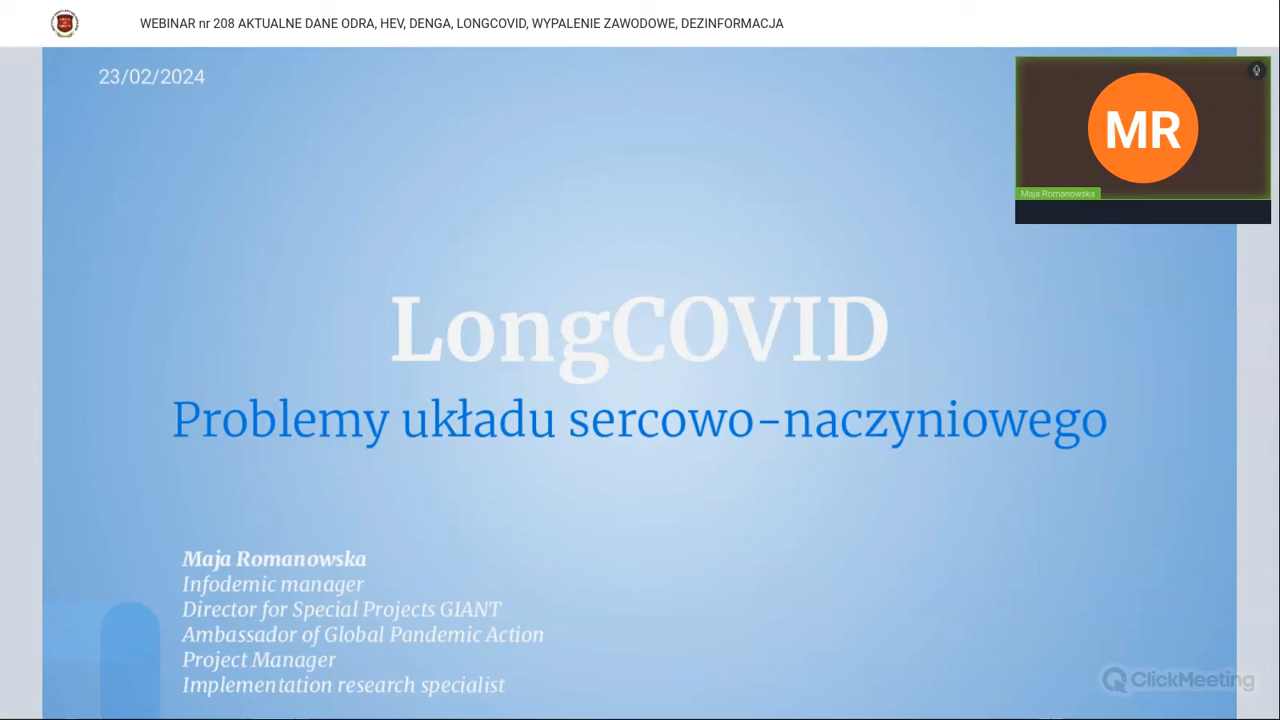 WEBINAR nr 208 AKTUALNE DANE ODRA, HEV, DENGA, LONGCOVID, WYPALENIE ZAWODOWE, DEZINFORMACJA
23/02/2024
MR
Maja Romanowska
LongCOVID
Problemy układu sercowo-naczyniowego
Maja Romanowska
Infodemic manager
Director for Special Projects GIANT
Ambassador of Global Pandemic Action
Project Manager
Implementation research specialist
ClickMeeting